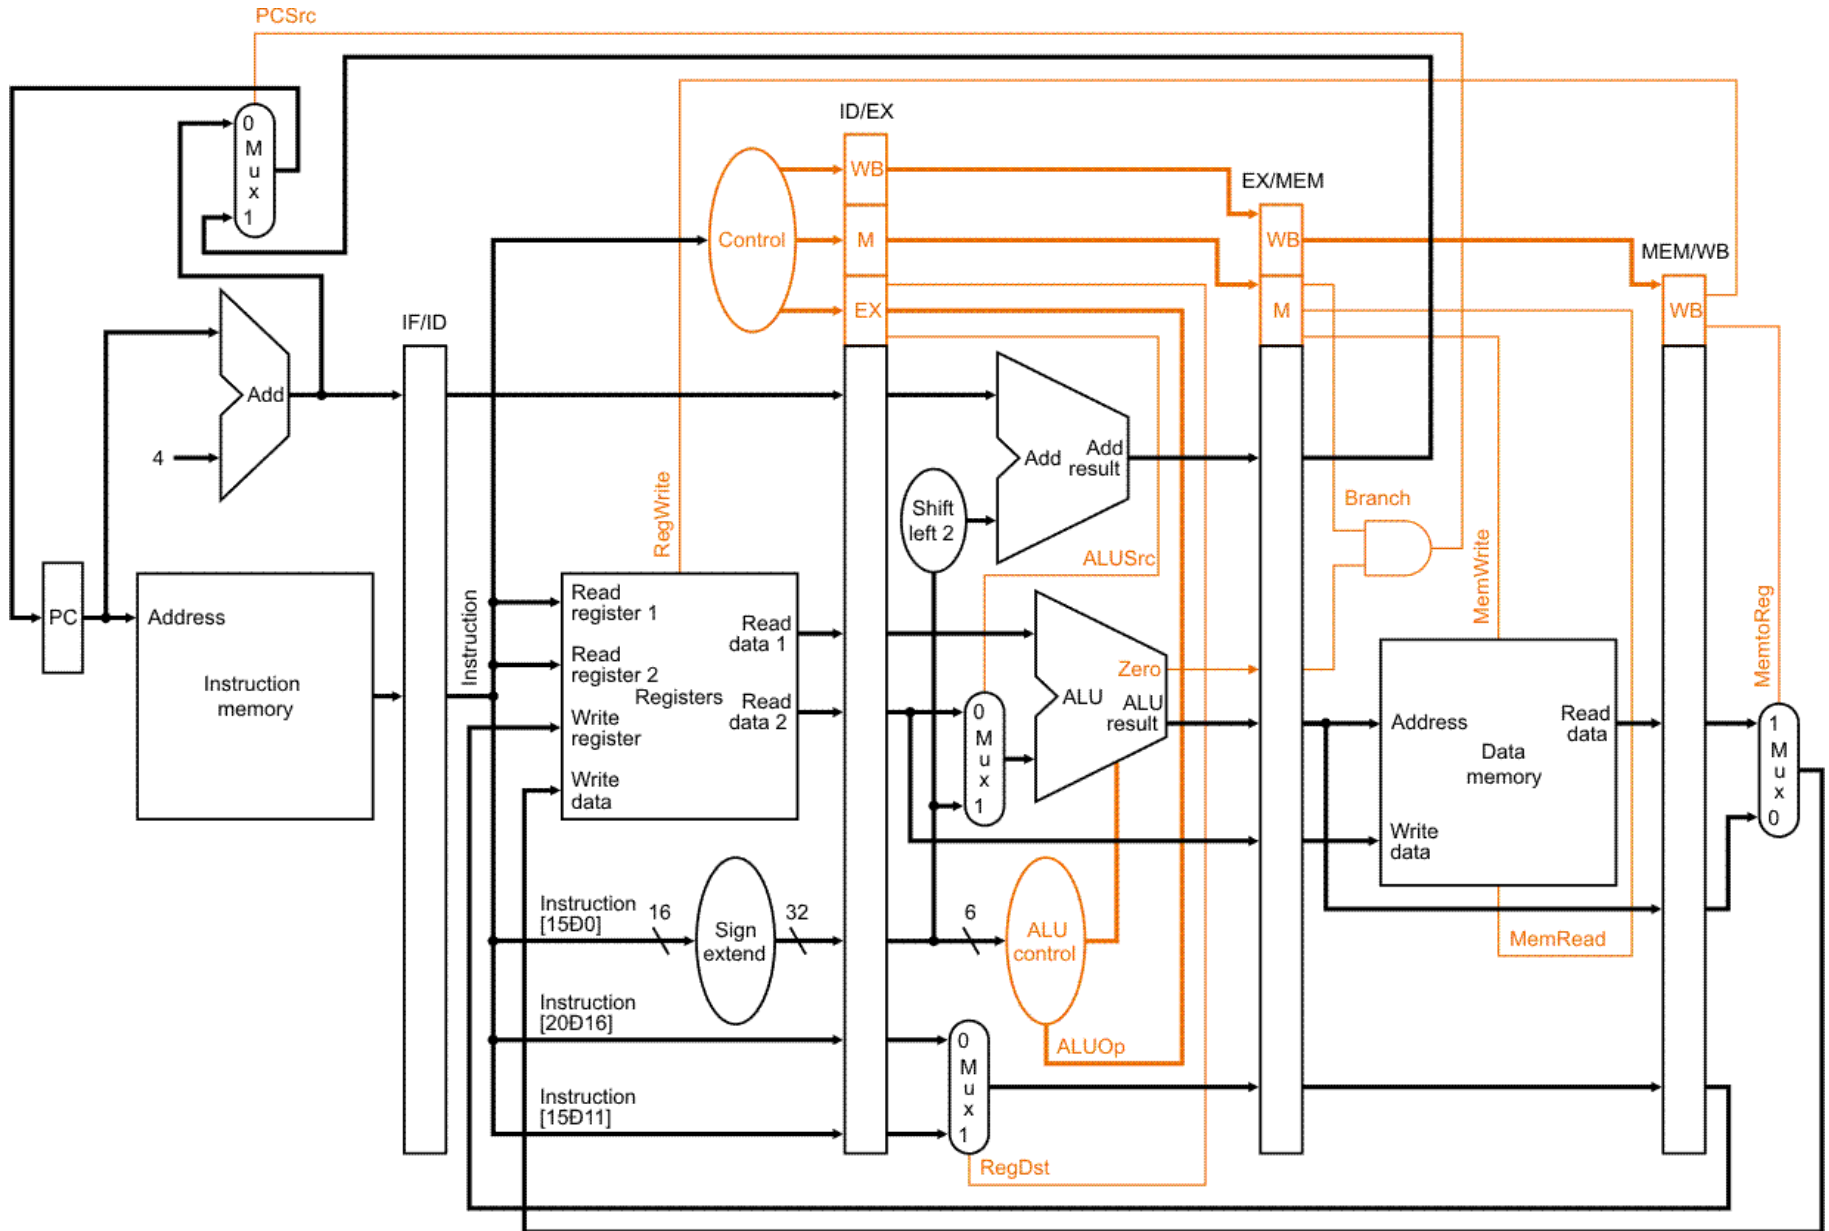 PCSrc
ID/EX
0
M
u
x
1
WB
EX/MEM
Control
M
WB
MEM/WB
EX
M
WB
IF/ID
Add
4
Add
Add
result
RegWrite
Shift
left 2
Branch
ALUSrc
MemWrite
MemtoReg
PC
Address
Instruction
memory
Instruction
Read
register 1
Read
register 2
Write
register
Write
data
Registers
Read
data 1
Read
data 2
0
M
u
x
1
Zero
ALU
ALU
result
Address
Write
data
Data
memory
Read
data
1
M
u
x
0
Instruction
[15Đ0]
16
Sign
extend
32
6
ALU
control
MemRead
Instruction
[20Đ16]
Instruction
[15Đ11]
0
M
u
x
1
ALUOp
RegDst